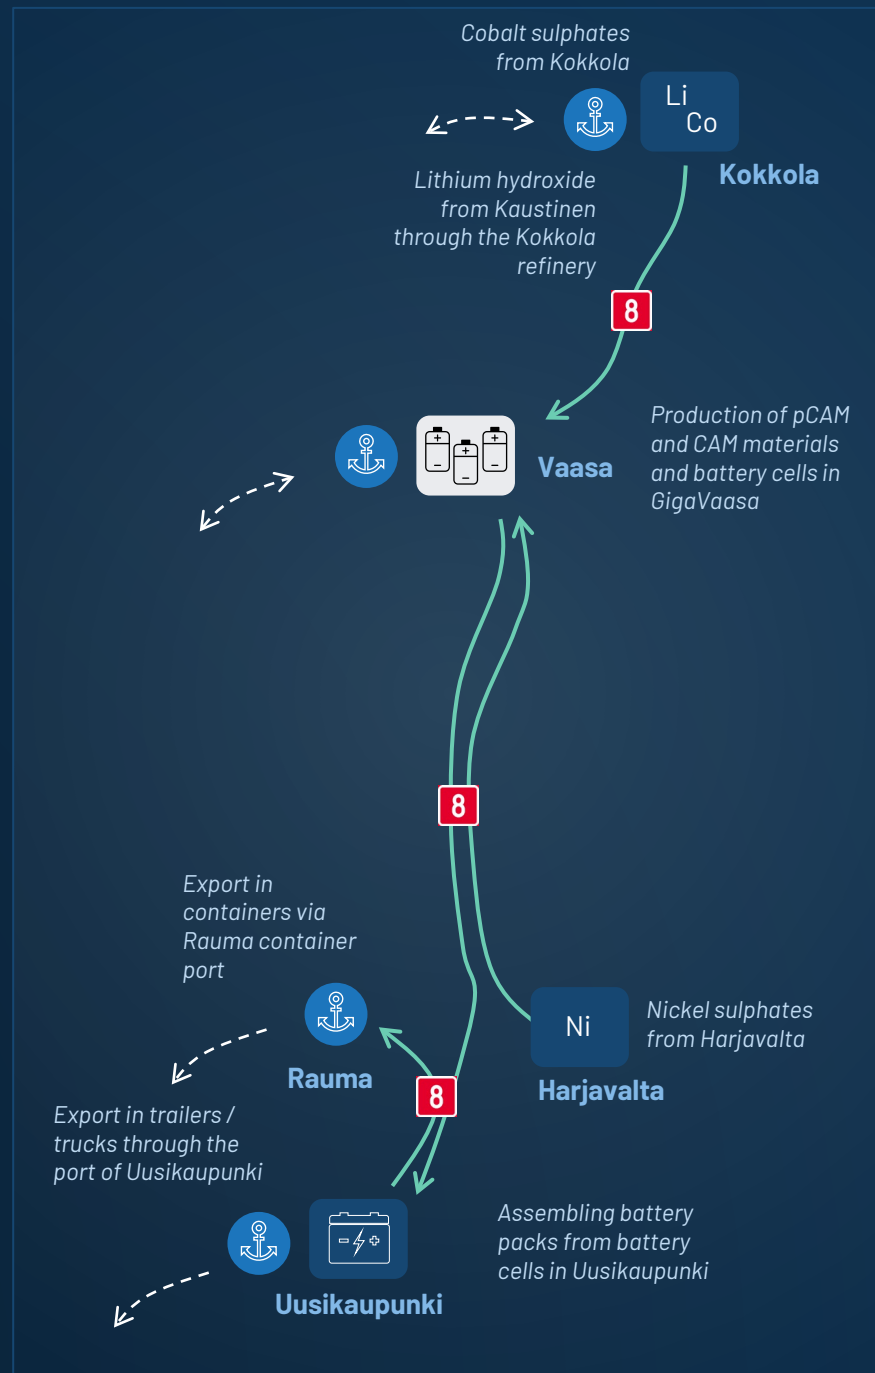 Cobalt sulphates
from Kokkola
Li
Co
Kokkola
Lithium hydroxide
from Kaustinen
through the Kokkola
refinery
8
Vaasa
Production of pCAM
and CAM materials
and battery cells in
GigaVaasa
8
Export in
containers via
Rauma container
port
Rauma
Ni
Nickel sulphates
from Harjavalta
Harjavalta
8
Export in trailers /
trucks through the
port of Uusikaupunki
Uusikaupunki
Assembling battery
packs from battery
cells in Uusikaupunki